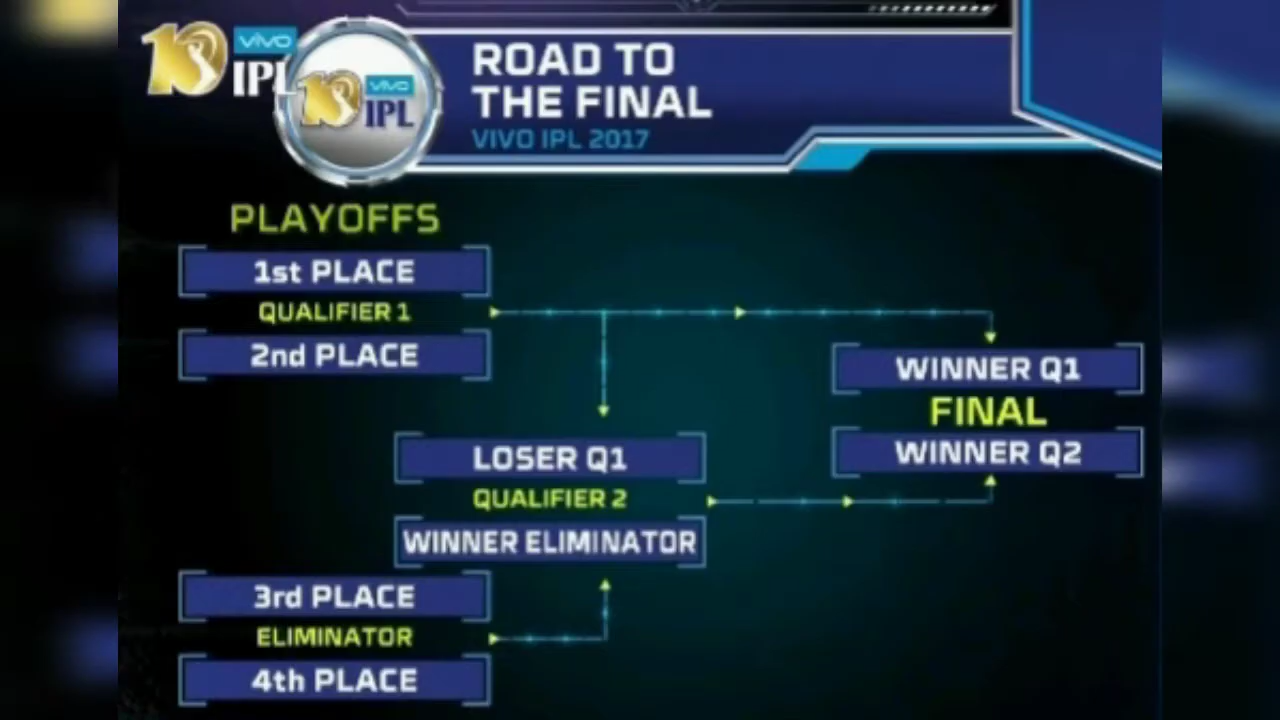 10 vivo IPL
10 vivo IPL
ROAD TO
THE FINAL
VIVO IPL 2017
PLAYOFFS
1st PLACE
QUALIFIER 1
2nd PLACE
WINNER Q1
FINAL
WINNER Q2
LOSER Q1
QUALIFIER 2
WINNER ELIMINATOR
3rd PLACE
ELIMINATOR
4th PLACE